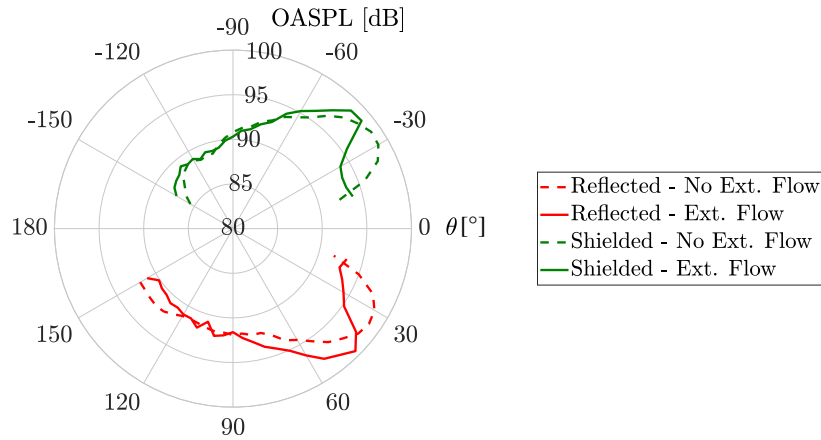 OASPL [dB]
-90
-120
100
-60
95
-150
90
-30
85
180
80
0
θ[°]
150
30
120
60
90
Reflected - No Ext. Flow
Reflected - Ext. Flow
Shielded - No Ext. Flow
Shielded - Ext. Flow